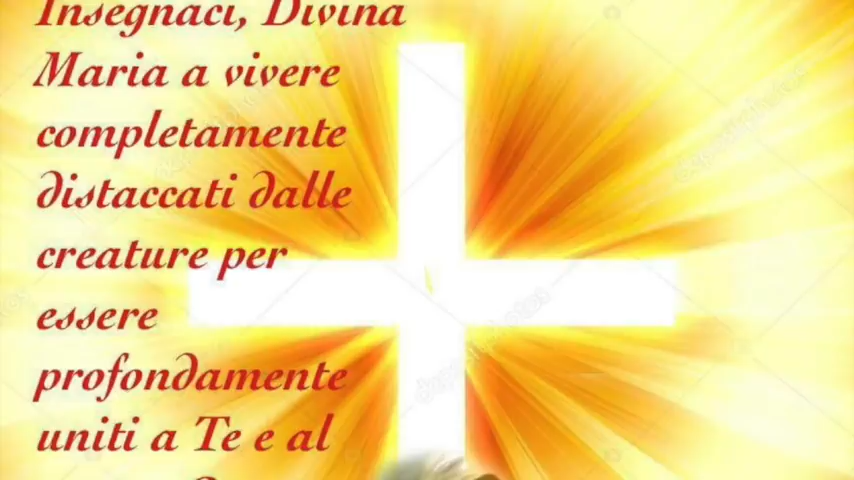 Insegnaci, Divina
Maria a vivere
completamente
distaccati dalle
creature per
essere
profondamente
uniti a Te e al